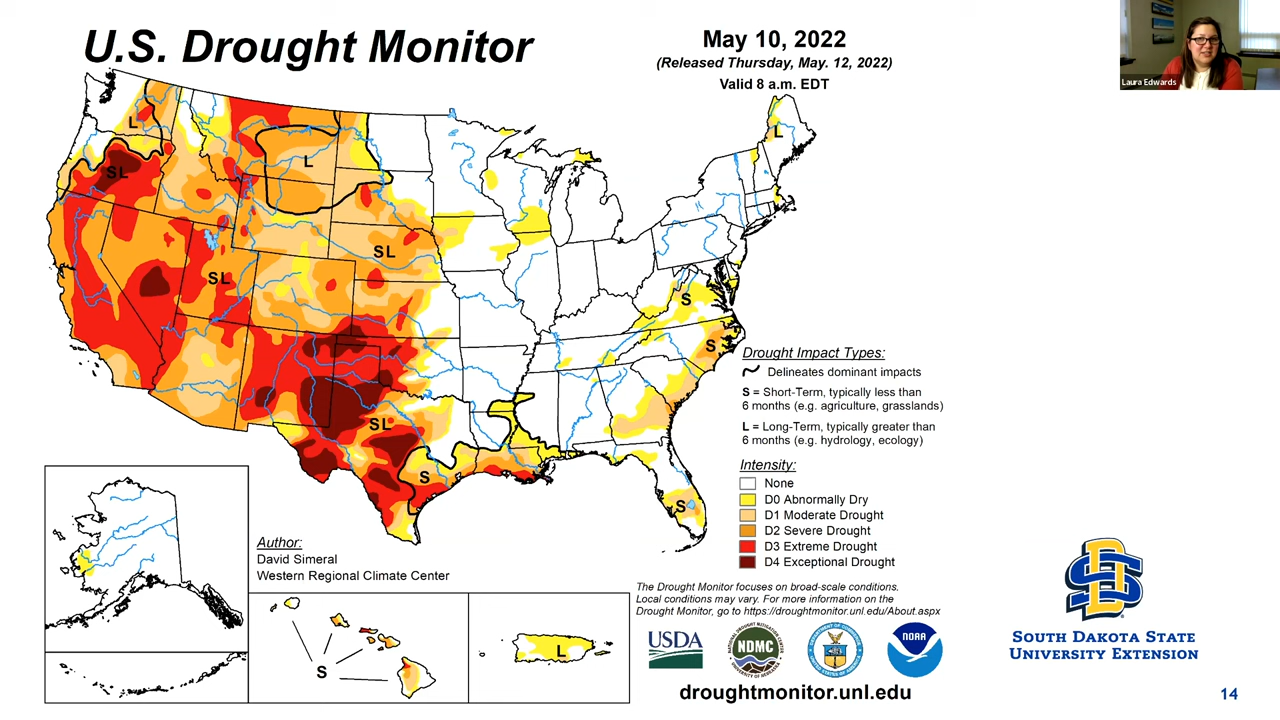 U.S. Drought Monitor
May 10, 2022
(Released Thursday, May. 12, 2022)
Valid 8 a.m. EDT
Laura Edwards
L
L
L
SL
SL
SL
SL
S
S
S
S
Drought Impact Types:
Delineates dominant impacts
S = Short-Term, typically less than
6 months (e.g. agriculture, grasslands)
L = Long-Term, typically greater than
6 months (e.g. hydrology, ecology)
Intensity:
None
D0 Abnormally Dry
D1 Moderate Drought
D2 Severe Drought
D3 Extreme Drought
D4 Exceptional Drought
Author:
David Simeral
Western Regional Climate Center
S
L
The Drought Monitor focuses on broad-scale conditions.
Local conditions may vary. For more information on the
Drought Monitor, go to https://droughtmonitor.unl.edu/About.aspx
USDA
NDMC
NOAA
droughtmonitor.unl.edu
SD
SOUTH DAKOTA STATE
UNIVERSITY EXTENSION
14